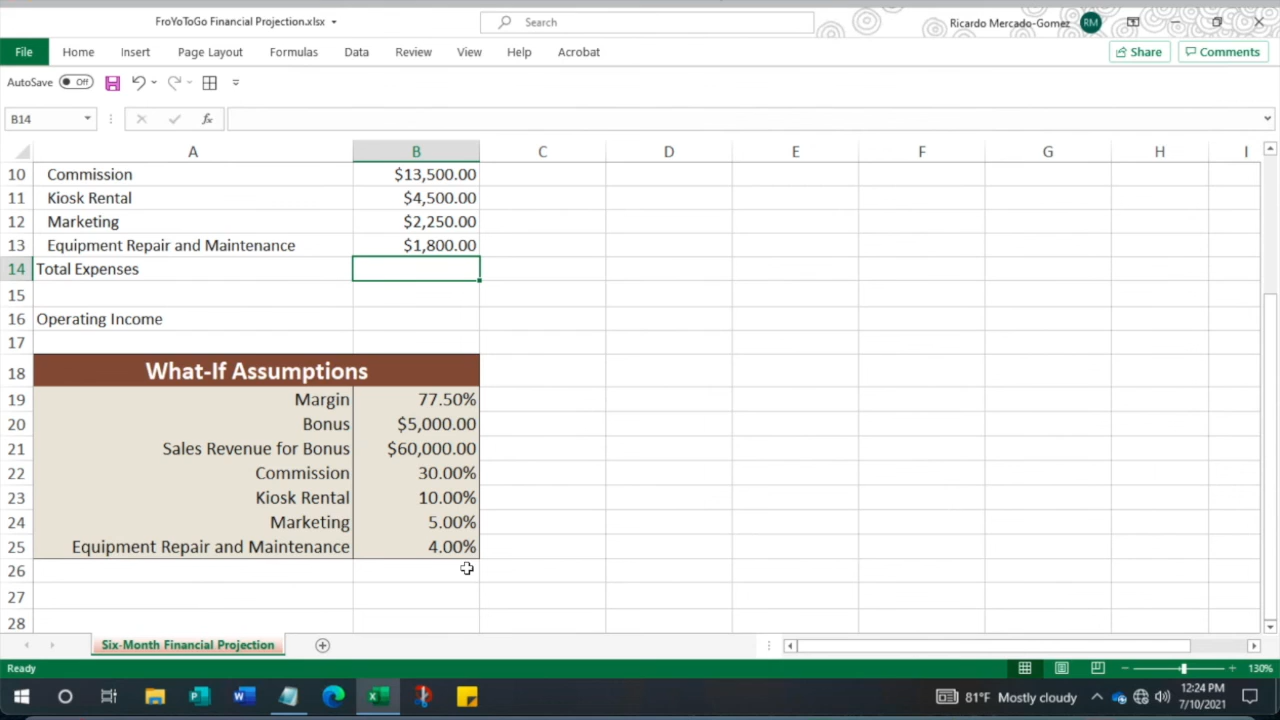 FroYoToGo Financial Projection.xlsx
Search
Ricardo Mercado-Gomez RM
File Home Insert Page Layout Formulas Data Review View Help Acrobat Share Comments
AutoSave Off
B14 fx
A B C D E F G H I
10 Commission $13,500.00
11 Kiosk Rental $4,500.00
12 Marketing $2,250.00
13 Equipment Repair and Maintenance $1,800.00
14 Total Expenses
15
16 Operating Income
17
18 What-If Assumptions
19 Margin 77.50%
20 Bonus $5,000.00
21 Sales Revenue for Bonus $60,000.00
22 Commission 30.00%
23 Kiosk Rental 10.00%
24 Marketing 5.00%
25 Equipment Repair and Maintenance 4.00%
26
27
28
Six-Month Financial Projection
Ready 130%
81°F Mostly cloudy
12:24 PM
7/10/2021